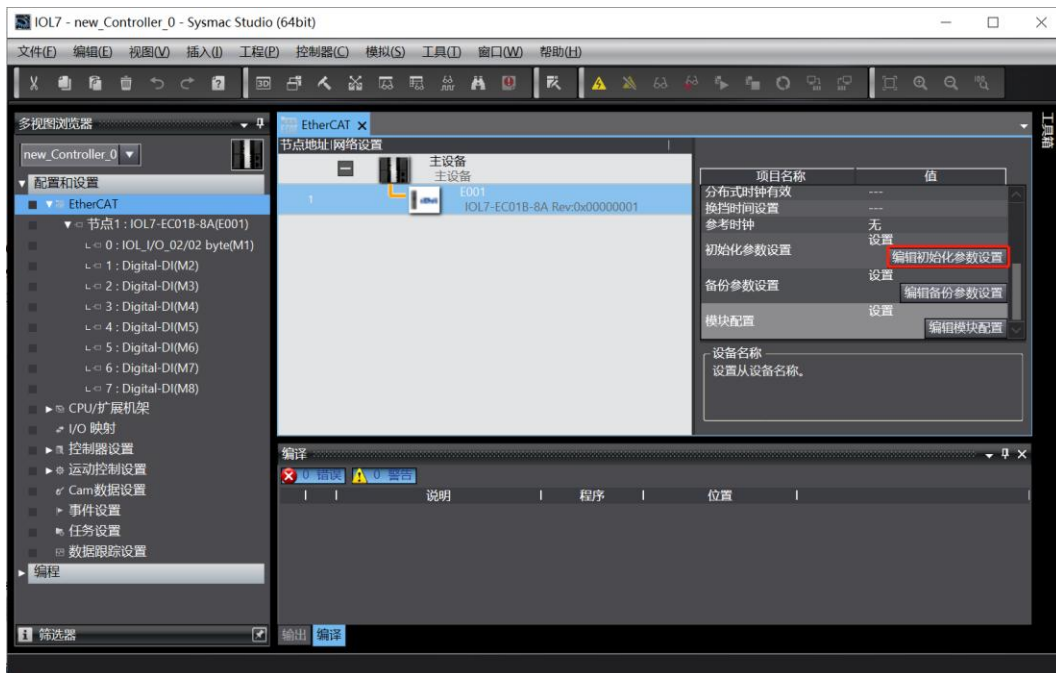 IOL7 - new_Controller_0 - Sysmac Studio (64bit)
文件(F) 编辑(E) 视图(V) 插入(I) 工程(P) 控制器(C) 模拟(S) 工具(T) 窗口(W) 帮助(H)
多视图浏览器
new_Controller_0
配置和设置
EtherCAT
节点1 : IOL7-EC01B-8A(E001)
0 : IOL_I/O_02/02 byte(M1)
1 : Digital-DI(M2)
2 : Digital-DI(M3)
3 : Digital-DI(M4)
4 : Digital-DI(M5)
5 : Digital-DI(M6)
6 : Digital-DI(M7)
7 : Digital-DI(M8)
CPU/扩展机架
I/O 映射
控制器设置
运动控制设置
Cam数据设置
事件设置
任务设置
数据跟踪设置
编程
筛选器
EtherCAT
节点地址|网络设置
主设备
主设备
1
E001
IOL7-EC01B-8A Rev:0x00000001
项目名称 值
分布式时钟有效 ---
换挡时间设置 ---
参考时钟 无
初始化参数设置 设置
编辑初始化参数设置
备份参数设置 设置
编辑备份参数设置
模块配置 设置
编辑模块配置
设备名称
设置从设备名称。
编译
0 错误 0 警告
说明 程序 位置
输出 编译
工具箱